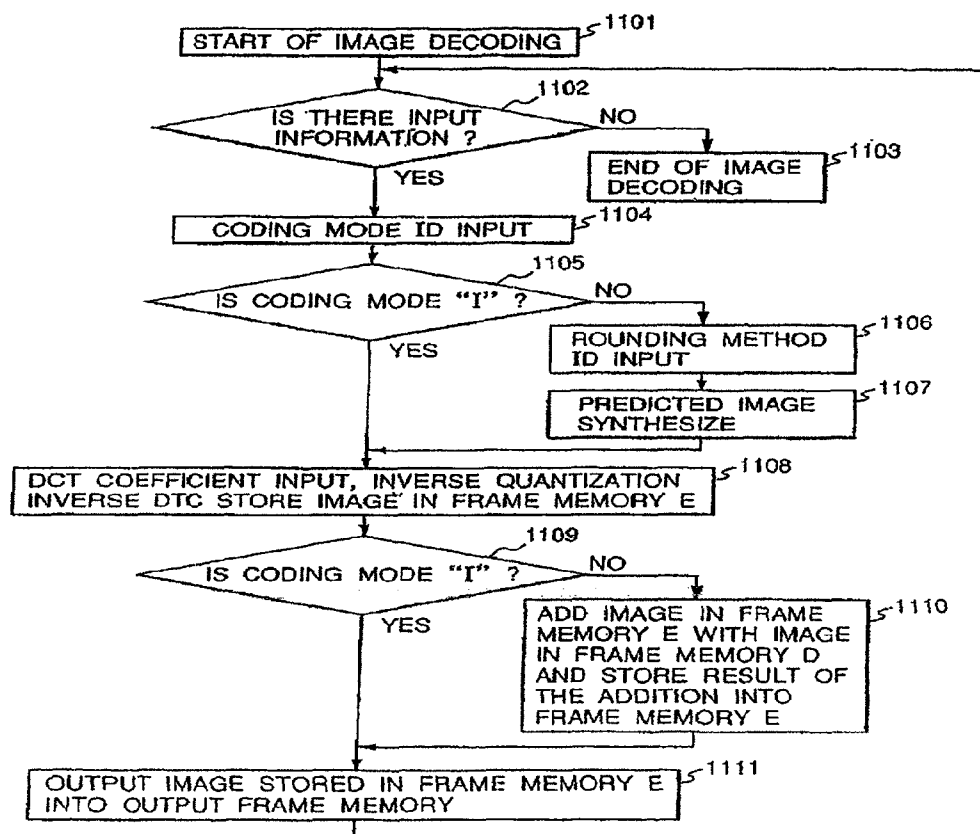 1101
START OF IMAGE DECODING
1102
IS THERE INPUT
INFORMATION ?
NO
YES
1103
END OF IMAGE
DECODING
1104
CODING MODE ID INPUT
1105
IS CODING MODE "I" ?
NO
YES
1106
ROUNDING METHOD
ID INPUT
1107
PREDICTED IMAGE
SYNTHESIZE
1108
DCT COEFFICIENT INPUT, INVERSE QUANTIZATION
INVERSE DTC STORE IMAGE IN FRAME MEMORY E
1109
IS CODING MODE "I" ?
NO
YES
1110
ADD IMAGE IN FRAME
MEMORY E WITH IMAGE
IN FRAME MEMORY D
AND STORE RESULT OF
THE ADDITION INTO
FRAME MEMORY E
1111
OUTPUT IMAGE STORED IN FRAME MEMORY E
INTO OUTPUT FRAME MEMORY